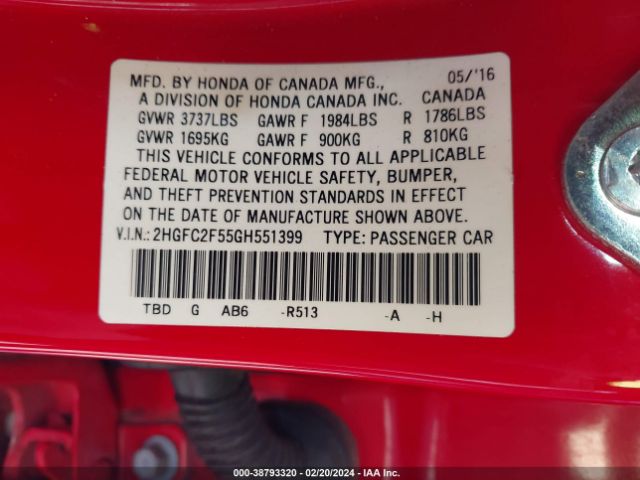 MFD. BY HONDA OF CANADA MFG., 05/'16
A DIVISION OF HONDA CANADA INC. CANADA
GVWR 3737LBS GAWR F 1984LBS R 1786LBS
GVWR 1695KG GAWR F 900KG R 810KG
THIS VEHICLE CONFORMS TO ALL APPLICABLE
FEDERAL MOTOR VEHICLE SAFETY, BUMPER,
AND THEFT PREVENTION STANDARDS IN EFFECT
ON THE DATE OF MANUFACTURE SHOWN ABOVE.
V.I.N.:2HGFC2F55GH551399 TYPE: PASSENGER CAR
TBD G AB6 -R513 -A -H
000-38793320 - 02/20/2024 - IAA Inc.